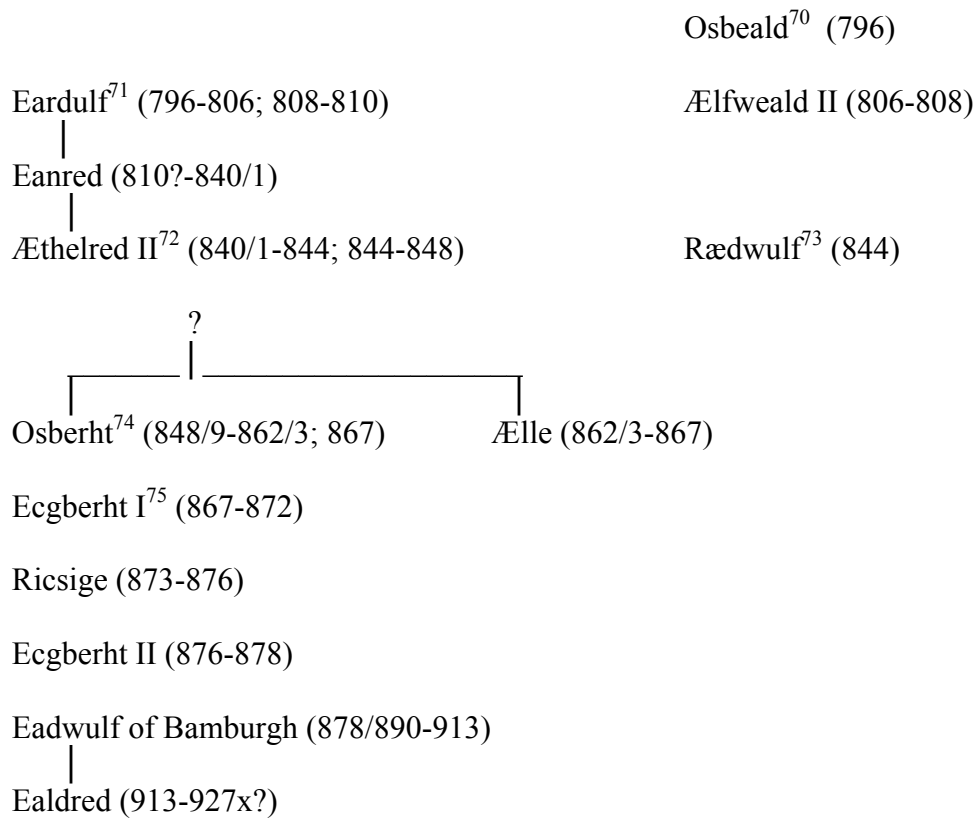 Osbeald70 (796)
Eardulf71 (796-806; 808-810) Ælfweald II (806-808)
Eanred (810?-840/1)
Æthelred II72 (840/1-844; 844-848) Rædwulf73 (844)
?
Osberht74 (848/9-862/3; 867) Ælle (862/3-867)
Ecgberht I75 (867-872)
Ricsige (873-876)
Ecgberht II (876-878)
Eadwulf of Bamburgh (878/890-913)
Ealdred (913-927x?)